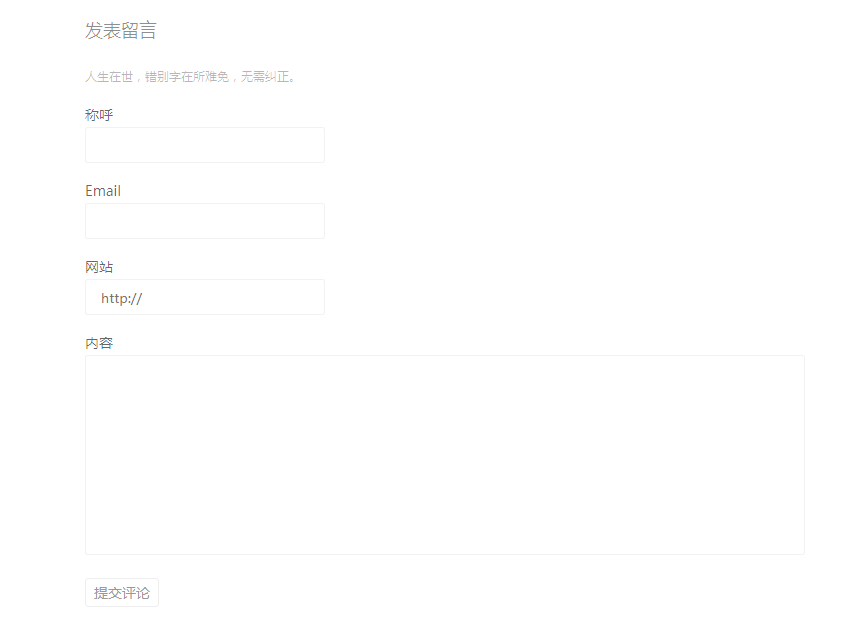 发表留言
人生在世，错别字在所难免，无需纠正。
称呼
Email
网站
http://
内容
提交评论